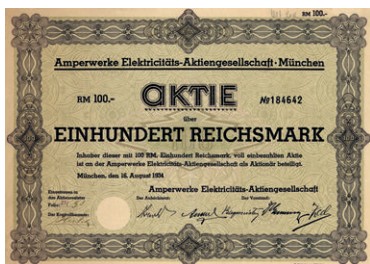 RM 100.-
Amperwerke Elektricitäts-Aktiengesellschaft · München
RM 100.-
AKTIE
№184642
über
EINHUNDERT REICHSMARK
Inhaber dieser mit 100 RM. Einhundert Reichsmark, voll einbezahlten Aktie
ist an der Amperwerke Elektricitäts-Aktiengesellschaft als Aktionär beteiligt.
München, den 16. August 1934
Amperwerke Elektricitäts-Aktiengesellschaft
Der Aufsichtsrat:
Der Vorstand: